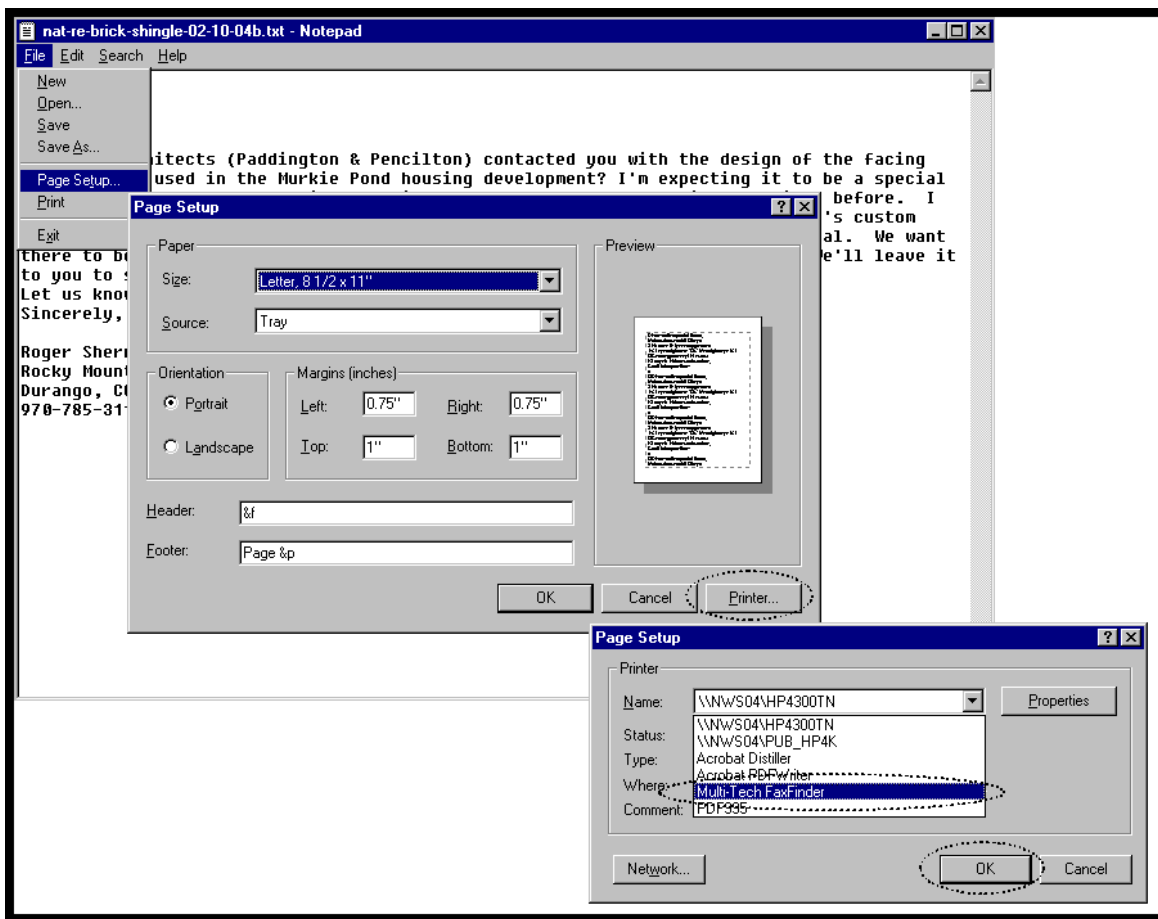 nat-re-brick-shingle-02-10-04b.txt - Notepad
File Edit Search Help
New
Open...
Save
Save As...
Page Setup...
Print
Exit
itects (Paddington & Pencilton) contacted you with the design of the facing
used in the Murkie Pond housing development? I'm expecting it to be a special
before. I
's custom
al. We want
there to b
e'll leave it
to you to s
Let us know
Sincerely,
Roger Sher
Rocky Mount
Durango, C
970-785-31
Page Setup
Paper
Size: Letter, 8 1/2 x 11"
Source: Tray
Orientation
Portrait
Landscape
Margins (inches)
Left: 0.75" Right: 0.75"
Top: 1" Bottom: 1"
Preview
Header: &f
Footer: Page &p
OK Cancel Printer...
Page Setup
Printer
Name: \\NWS04\HP4300TN Properties
\\NWS04\HP4300TN
Status: \\NWS04\PUB_HP4K
Type: Acrobat Distiller
Acrobat PDFWriter
Where: Multi-Tech FaxFinder
Comment: PDF995
Network... OK Cancel